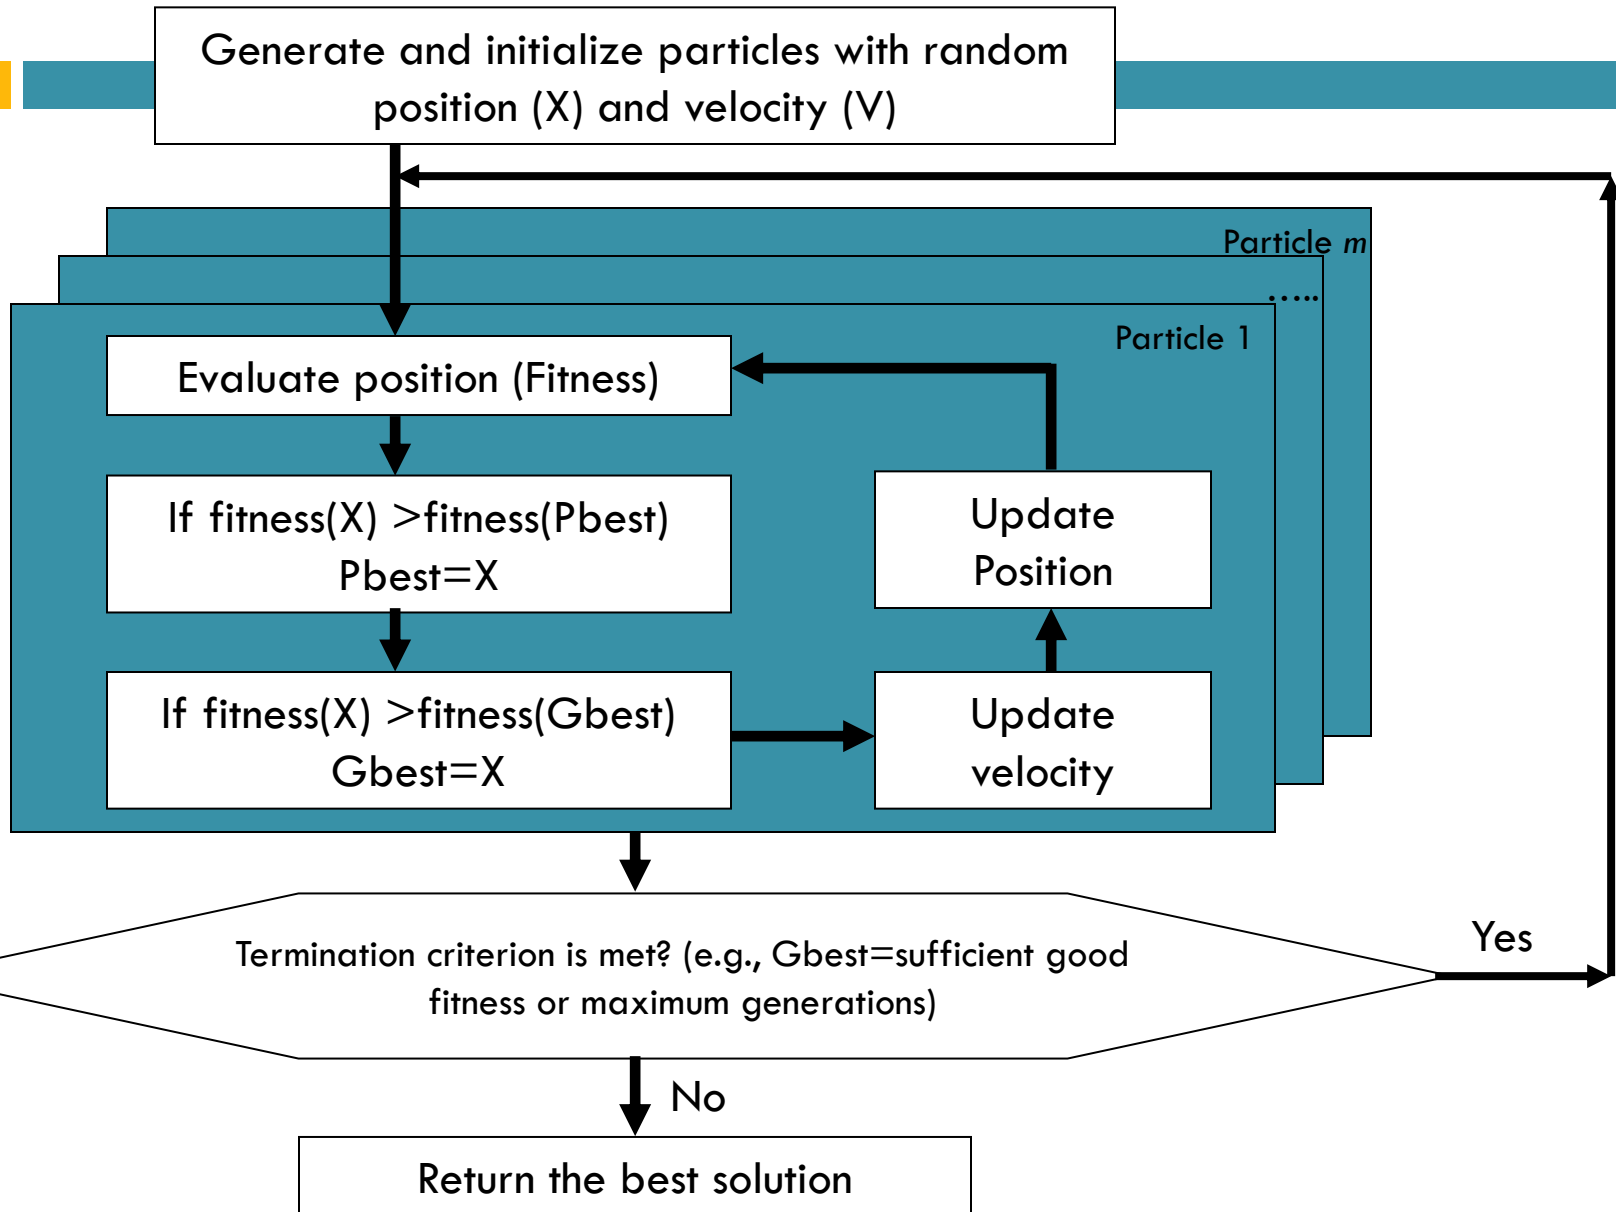 Generate and initialize particles with random
position (X) and velocity (V)
Particle m
…..
Particle 1
Evaluate position (Fitness)
If fitness(X) >fitness(Pbest)
Pbest=X
Update
Position
If fitness(X) >fitness(Gbest)
Gbest=X
Update
velocity
Termination criterion is met? (e.g., Gbest=sufficient good
fitness or maximum generations)
Yes
No
Return the best solution